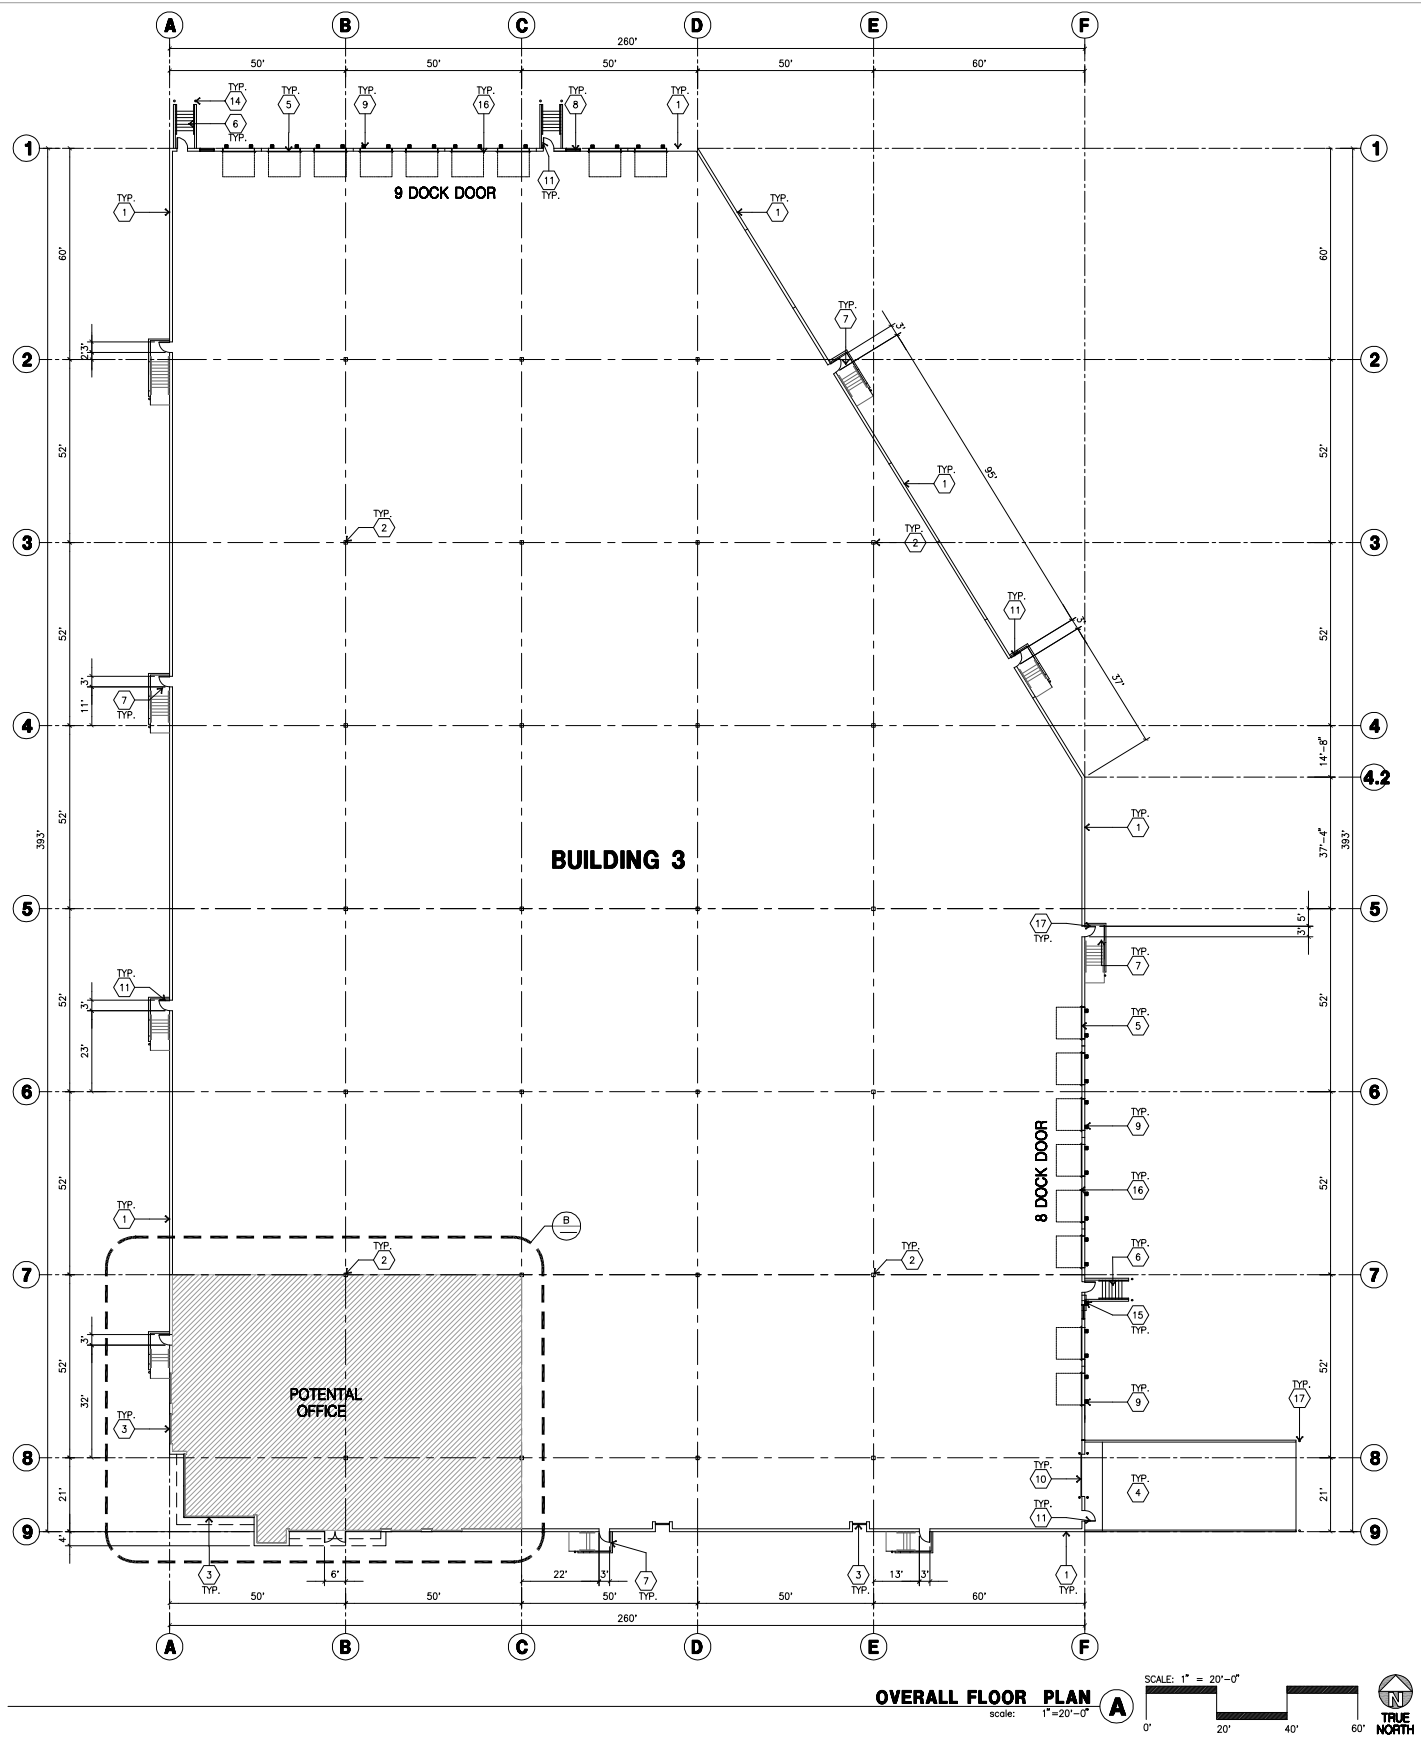 A B C D E F
260'
50' 50' 50' 50' 60'
TYP. TYP. TYP. TYP. TYP. TYP.
14 5 9 16 8 1
6
TYP.
1 1
11
TYP.
9 DOCK DOOR
TYP. TYP.
1 1
60' 60'
TYP.
7
3'
3'
2'
2 2
52' 52'
95'
TYP.
1
TYP. TYP.
2 2
3 3
TYP.
11
52' 52'
3'
3'
7
TYP.
11'
37'
4 4
14'-8"
4.2
52'
TYP.
1
37'-4"
393' 393'
BUILDING 3
5 5
17
TYP.
5'
3'
TYP.
7
TYP.
11
3'
52' 52'
TYP.
5
23'
6 6
TYP.
9
8 DOCK DOOR
52' 52'
TYP.
16
TYP.
1
B
TYP. TYP. TYP.
2 2 6
7 7
15
TYP.
3'
52' 52'
32'
POTENTAL
OFFICE
TYP.
3
TYP.
9
TYP.
17
8 8
TYP.
10
TYP.
4
21' 21'
TYP.
11
9 9
4'
3
TYP.
6'
22' 3'
7
TYP.
3
TYP.
13' 3'
1
TYP.
50' 50' 50' 50' 60'
260'
A B C D E F
OVERALL FLOOR PLAN
scale: 1"=20'-0"
A
SCALE: 1" = 20'-0"
0' 20' 40' 60'
N
TRUE
NORTH